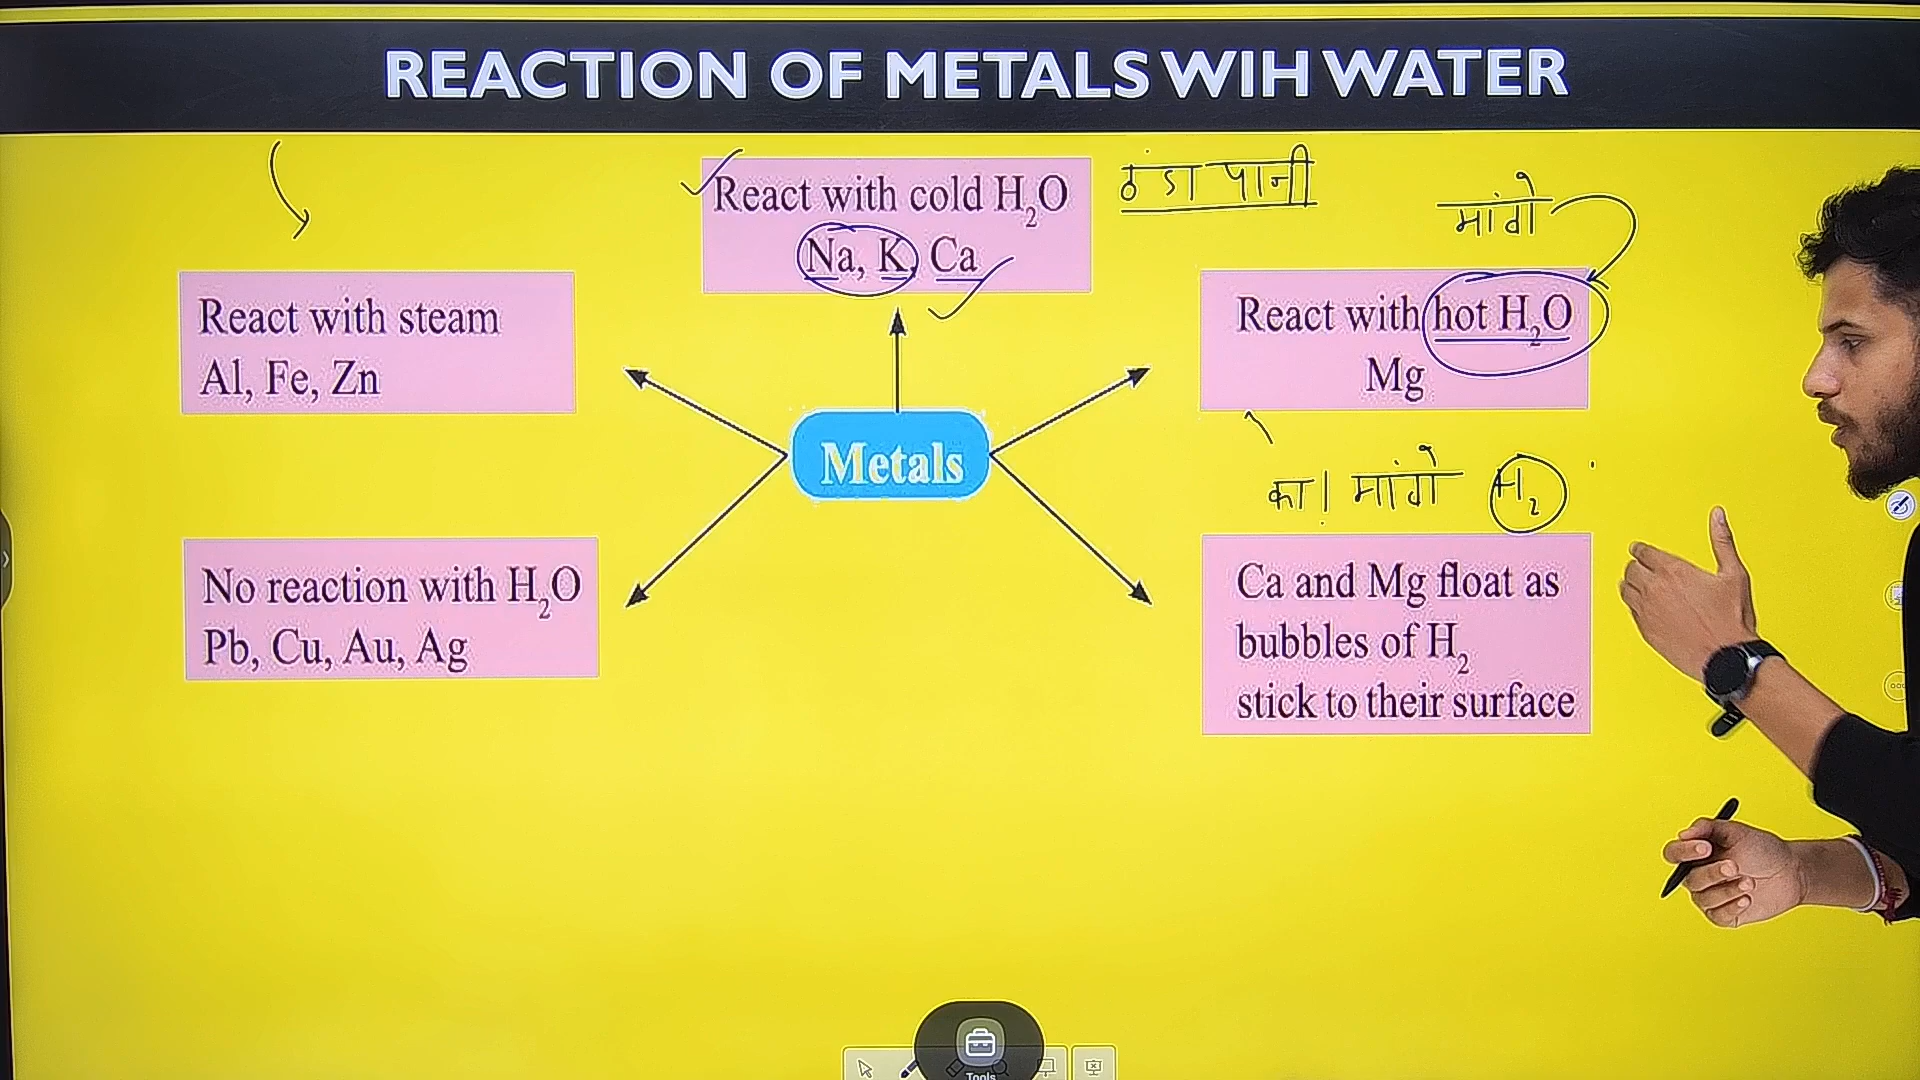 REACTION OF METALS WIH WATER
React with cold H₂O
Na, K, Ca
ठंडा पानी
मांगे
React with steam
Al, Fe, Zn
React with hot H₂O
Mg
Metals
का। मांगे H₂
No reaction with H₂O
Pb, Cu, Au, Ag
Ca and Mg float as
bubbles of H₂
stick to their surface
Tools